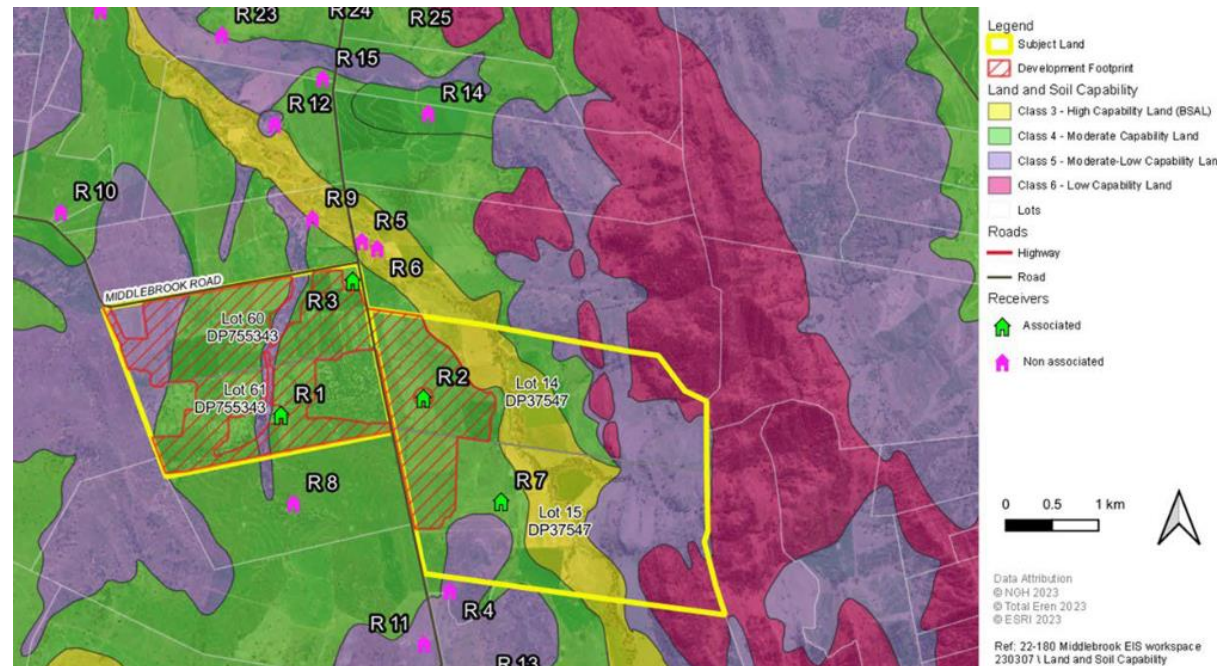 R 23
R 24
R 25
R 15
R 12
R 14
R 10
R 9
R 5
R 6
MIDDLEBROOK ROAD
R 3
Lot 60
DP755343
Lot 61
DP755343
R 1
R 2
Lot 14
DP37547
R 7
R 8
Lot 15
DP37547
R 4
R 11
R 13
Legend
Subject Land
Development Footprint
Land and Soil Capability
Class 3 - High Capability Land (BSAL)
Class 4 - Moderate Capability Land
Class 5 - Moderate-Low Capability Lan
Class 6 - Low Capability Land
Lots
Roads
Highway
Road
Receivers
Associated
Non associated
0 0.5 1 km
Data Attribution
© NGH 2023
© Total Eren 2023
© ESRI 2023
Ref: 22-180 Middlebrook EIS workspace
230307 \ Land and Soil Capability